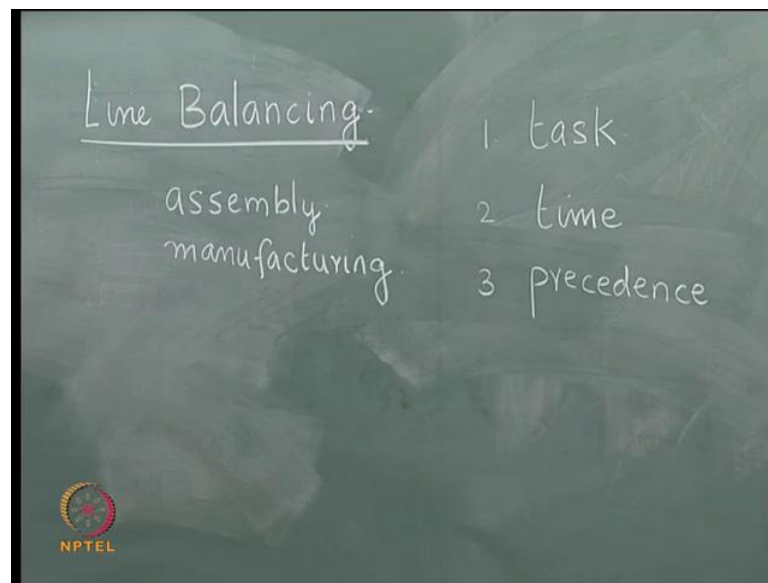 Line Balancing.
assembly.
manufacturing.
1. task.
2 time
3 precedence
NPTEL